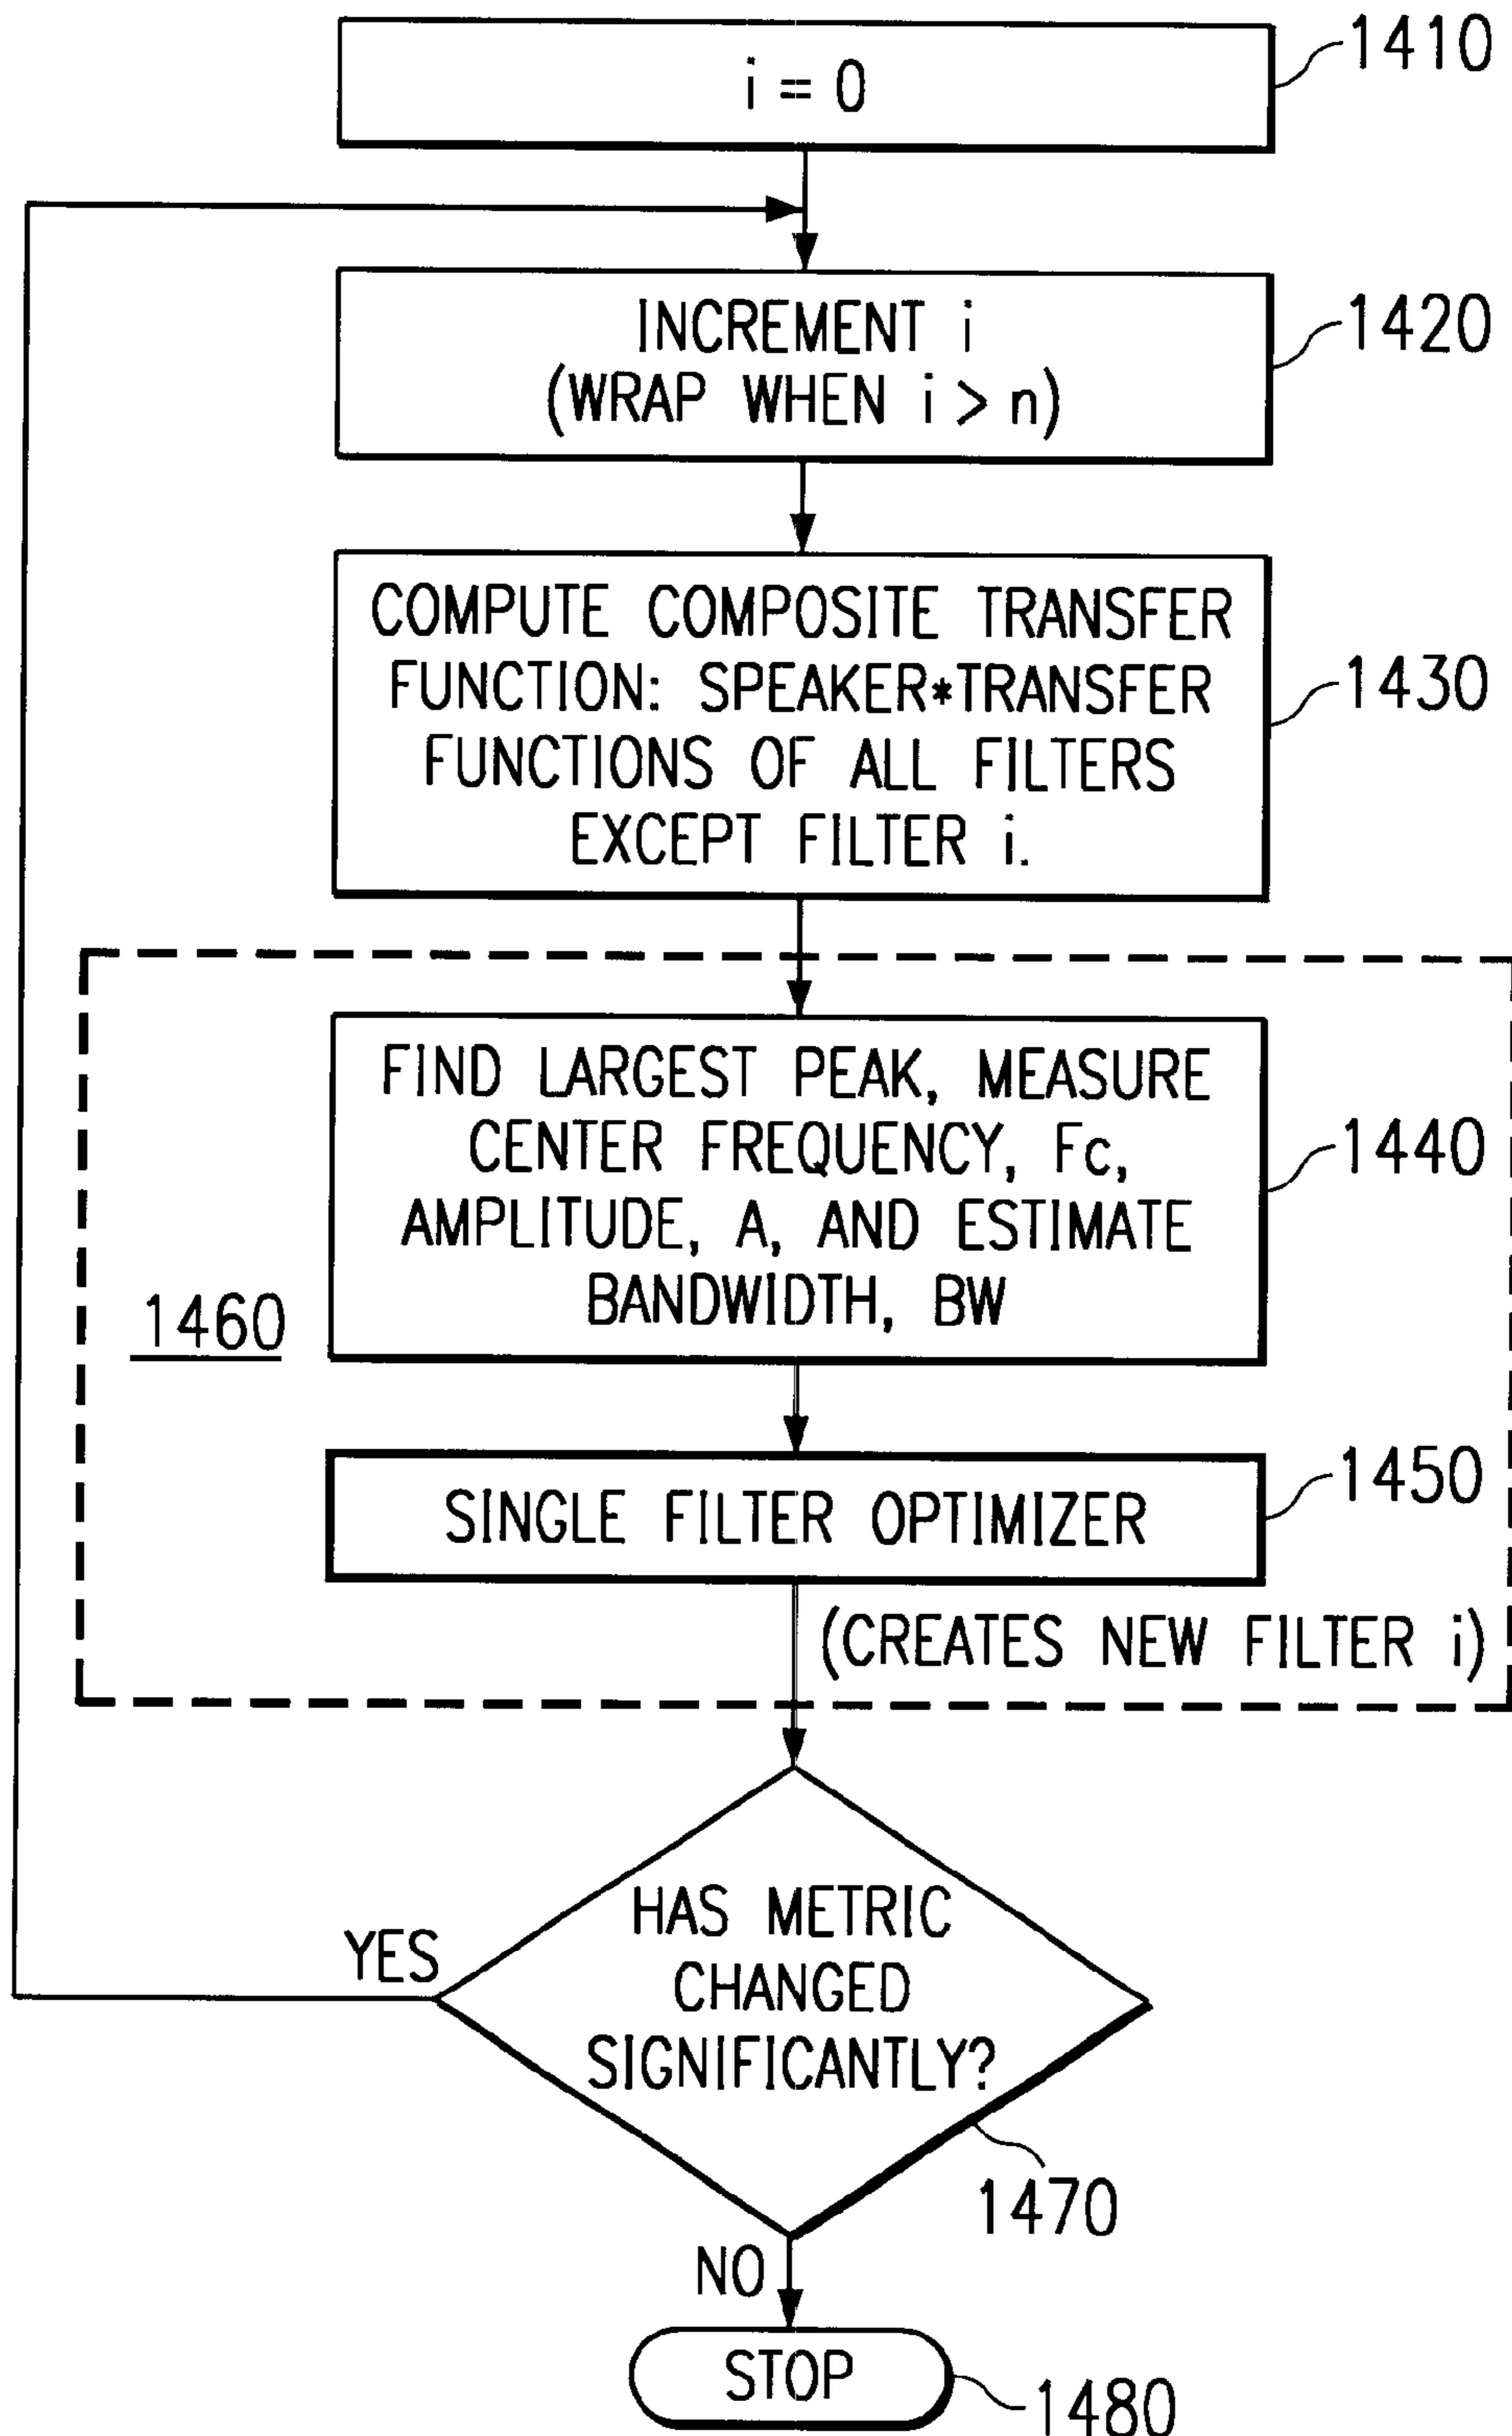 i = 0
1410
INCREMENT i
(WRAP WHEN i > n)
1420
COMPUTE COMPOSITE TRANSFER
FUNCTION: SPEAKER*TRANSFER
FUNCTIONS OF ALL FILTERS
EXCEPT FILTER i.
1430
FIND LARGEST PEAK, MEASURE
CENTER FREQUENCY, Fc,
AMPLITUDE, A, AND ESTIMATE
BANDWIDTH, BW
1440
1460
SINGLE FILTER OPTIMIZER
1450
(CREATES NEW FILTER i)
HAS METRIC
CHANGED
SIGNIFICANTLY?
YES
1470
NO
STOP
1480